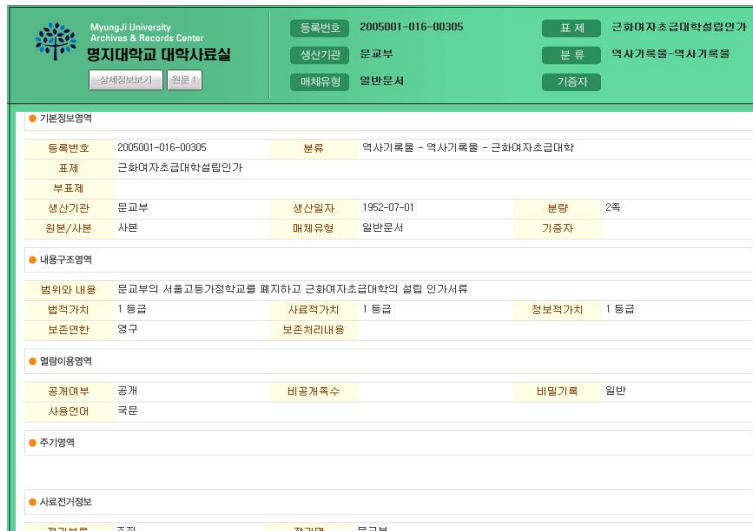 MyungJi University
Archives & Records Center
명지대학교 대학사료실
상세정보보기 원문 1
등록번호 2005001-016-00305 표 제 근화여자초급대학설립인가
생산기관 문교부 분 류 역사기록물-역사기록물
매체유형 일반문서 기증자
기본정보영역
등록번호 2005001-016-00305 분류 역사기록물 - 역사기록물 - 근화여자초급대학
표제 근화여자초급대학설립인가
부표제
생산기관 문교부 생산일자 1952-07-01 분량 2쪽
원본/사본 사본 매체유형 일반문서 기증자
내용구조영역
범위와 내용 문교부의 서울고등가정학교를 폐지하고 근화여자초급대학의 설립 인가서류
법적가치 1 등급 사료적가치 1 등급 정보적가치 1 등급
보존연한 영구 보존처리내용
열람이용영역
공개여부 공개 비공개쪽수 비밀기록 일반
사용언어 국문
주기영역
사료전거정보